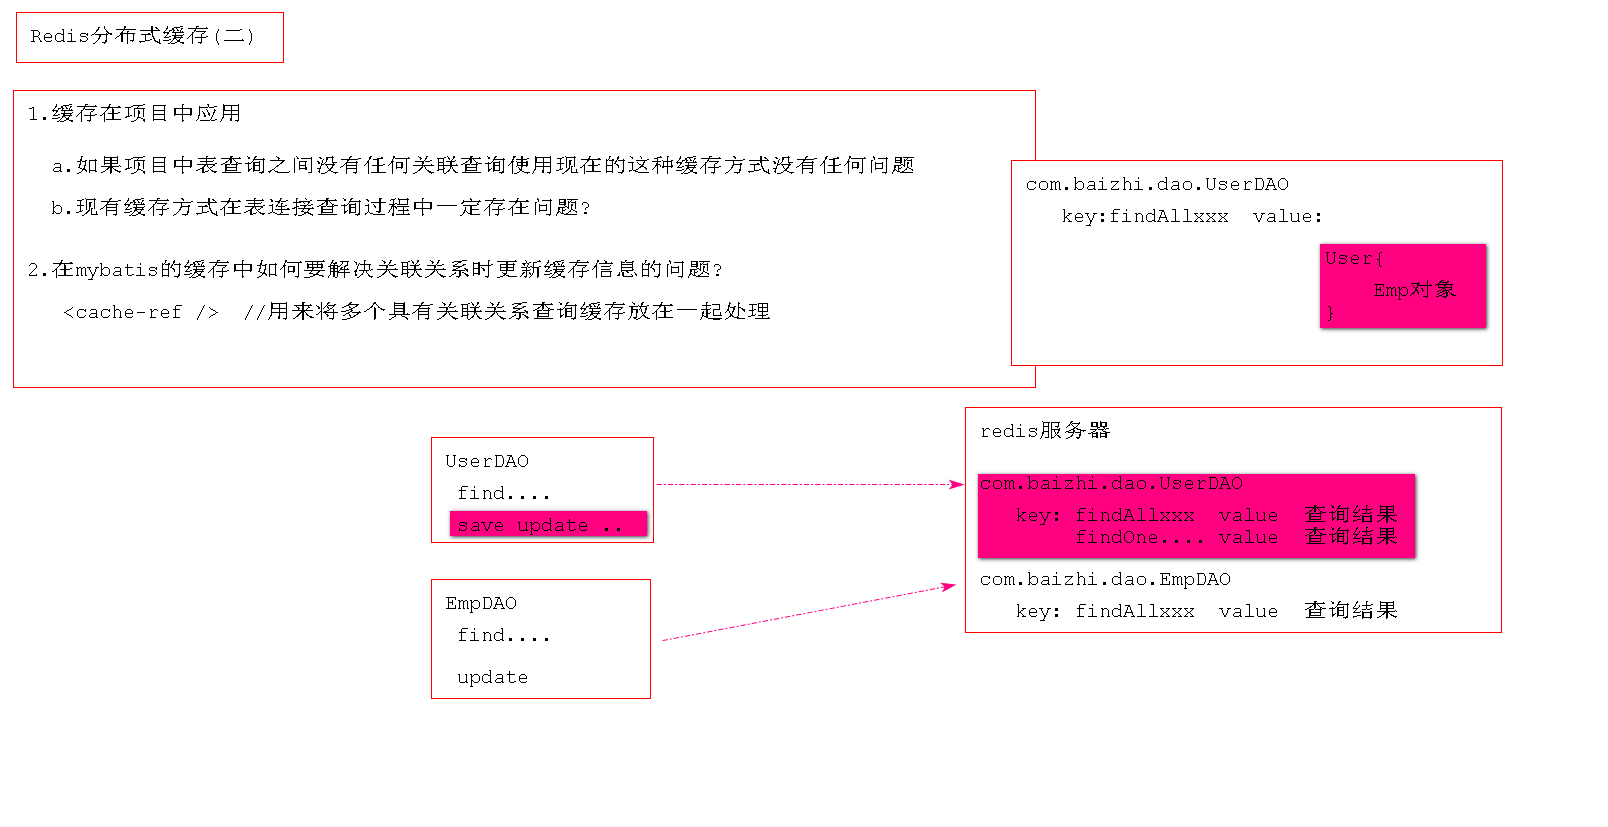 Redis分布式缓存(二)
1.缓存在项目中应用
a.如果项目中表查询之间没有任何关联查询使用现在的这种缓存方式没有任何问题
b.现有缓存方式在表连接查询过程中一定存在问题?
2.在mybatis的缓存中如何要解决关联关系时更新缓存信息的问题?
<cache-ref />  //用来将多个具有关联关系查询缓存放在一起处理
com.baizhi.dao.UserDAO
key:findAllxxx  value:
User{
Emp对象
}
UserDAO
find....
save update ..
EmpDAO
find....
update
redis服务器
com.baizhi.dao.UserDAO
key: findAllxxx  value  查询结果
findOne.... value  查询结果
com.baizhi.dao.EmpDAO
key: findAllxxx  value  查询结果